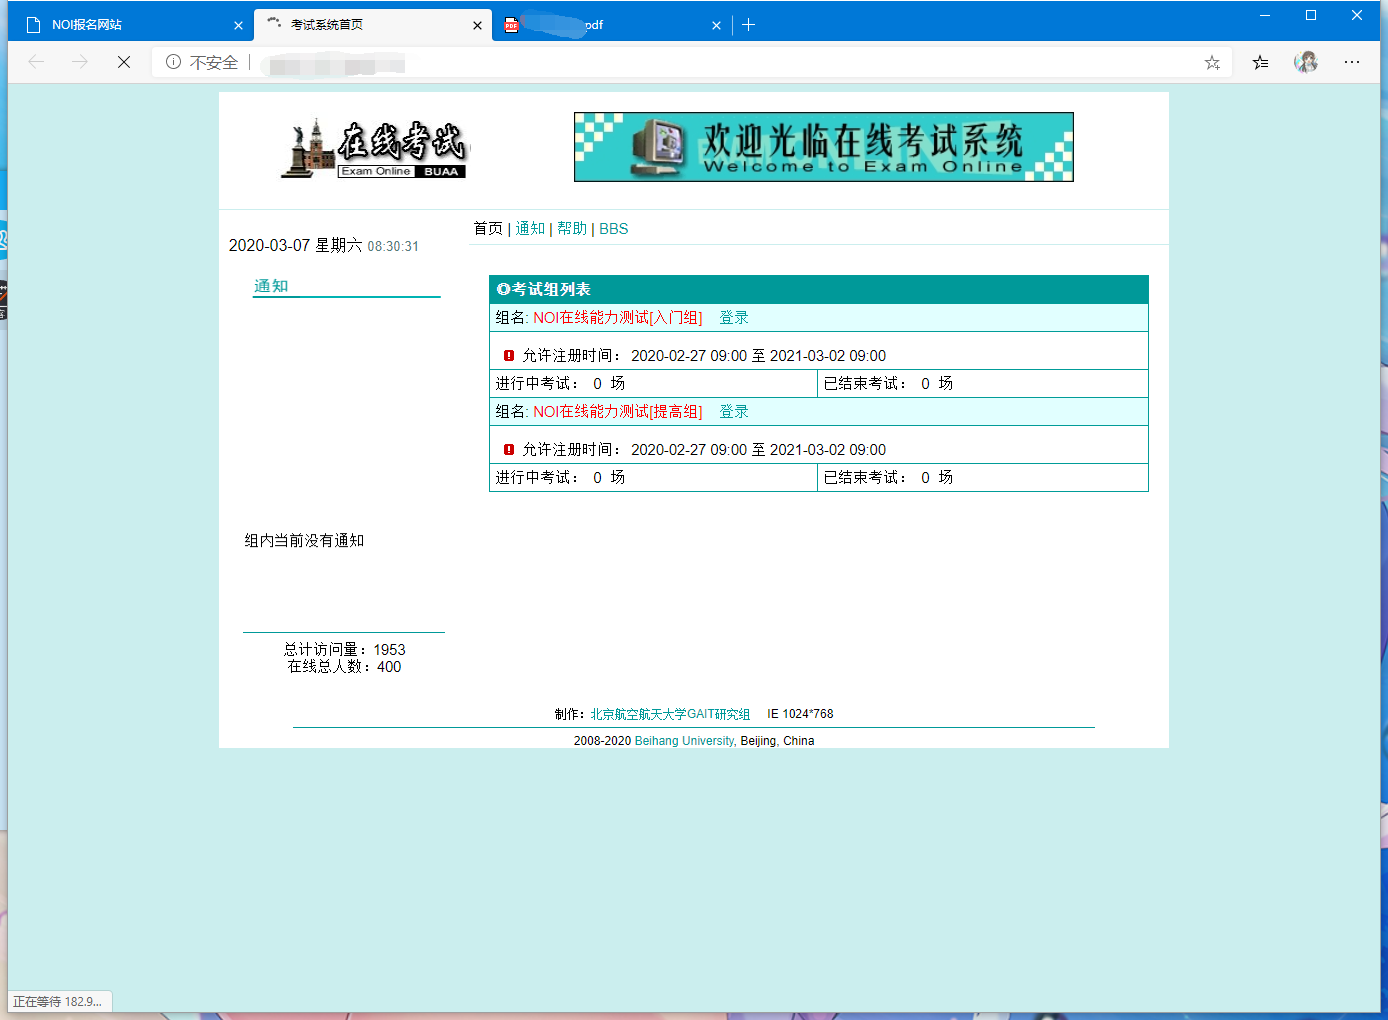 NOI报名网站
考试系统首页
pdf
不安全
在线考试
Exam Online BUAA
欢迎光临在线考试系统
Welcome to Exam Online
首页 | 通知 | 帮助 | BBS
2020-03-07 星期六 08:30:31
通知
◎考试组列表
组名: NOI在线能力测试[入门组] 登录
允许注册时间： 2020-02-27 09:00 至 2021-03-02 09:00
进行中考试： 0 场 已结束考试： 0 场
组名: NOI在线能力测试[提高组] 登录
允许注册时间： 2020-02-27 09:00 至 2021-03-02 09:00
进行中考试： 0 场 已结束考试： 0 场
组内当前没有通知
总计访问量：1953
在线总人数：400
制作：北京航空航天大学GAIT研究组 IE 1024*768
2008-2020 Beihang University, Beijing, China
正在等待 182.9...